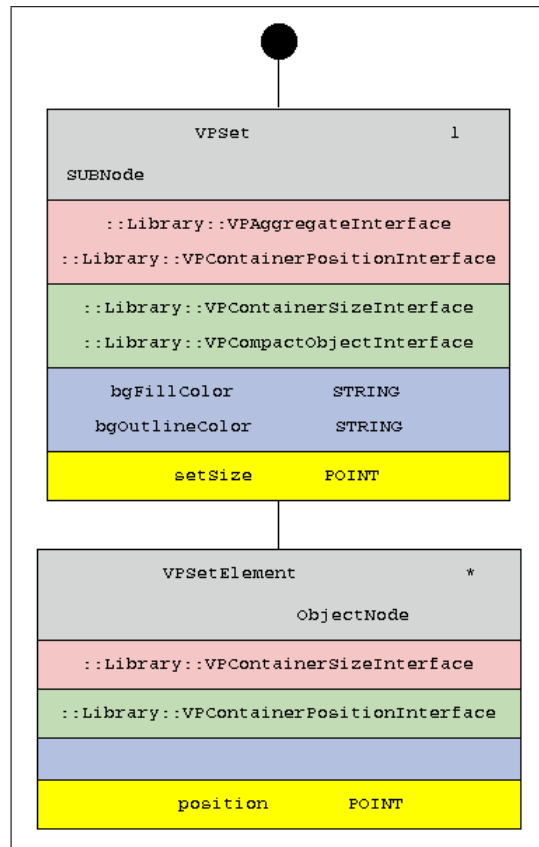 VPSet 1
SUBNode
::Library::VPAggregateInterface
::Library::VPContainerPositionInterface
::Library::VPContainerSizeInterface
::Library::VPCompactObjectInterface
bgFillColor STRING
bgOutlineColor STRING
setSize POINT
VPSetElement *
ObjectNode
::Library::VPContainerSizeInterface
::Library::VPContainerPositionInterface
position POINT